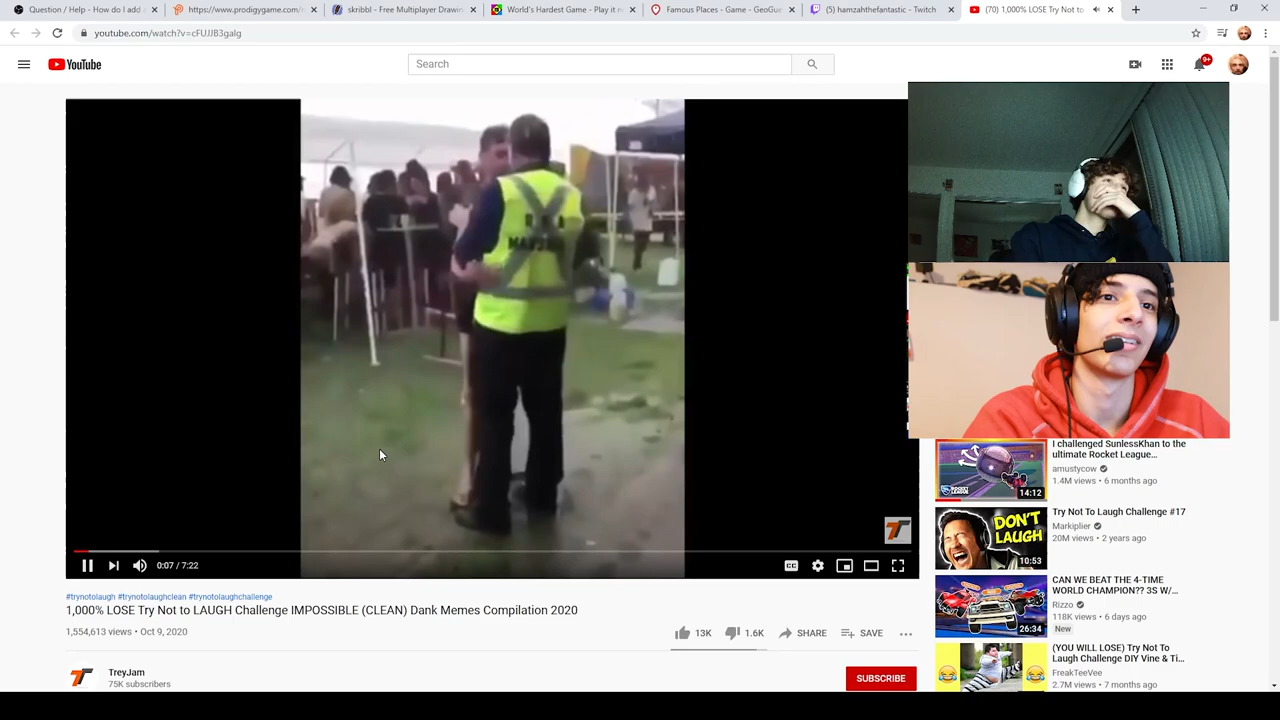 Question / Help - How do I add a
https://www.prodigygame.com/
skribbl - Free Multiplayer Drawin
World's Hardest Game - Play it n
Famous Places - Game - GeoGue
(5) hamzahthefantastic - Twitch
(70) 1,000% LOSE Try Not to
youtube.com/watch?v=cFUJJB3galg
YouTube
Search
9+
0:07 / 7:22
CC
#trynotolaugh #trynotolaughclean #trynotolaughchallenge
1,000% LOSE Try Not to LAUGH Challenge IMPOSSIBLE (CLEAN) Dank Memes Compilation 2020
1,554,613 views • Oct 9, 2020
13K
1.6K
SHARE
SAVE
TreyJam
75K subscribers
SUBSCRIBE
I challenged SunlessKhan to the
ultimate Rocket League...
amustycow
1.4M views • 6 months ago
ROCKET
LEAGUE
14:12
Try Not To Laugh Challenge #17
Markiplier
20M views • 2 years ago
DON'T
LAUGH
10:53
CAN WE BEAT THE 4-TIME
WORLD CHAMPION?? 3S W/...
Rizzo
118K views • 6 days ago
New
26:34
(YOU WILL LOSE) Try Not To
Laugh Challenge DIY Vine & Ti...
FreakTeeVee
2.7M views • 7 months ago